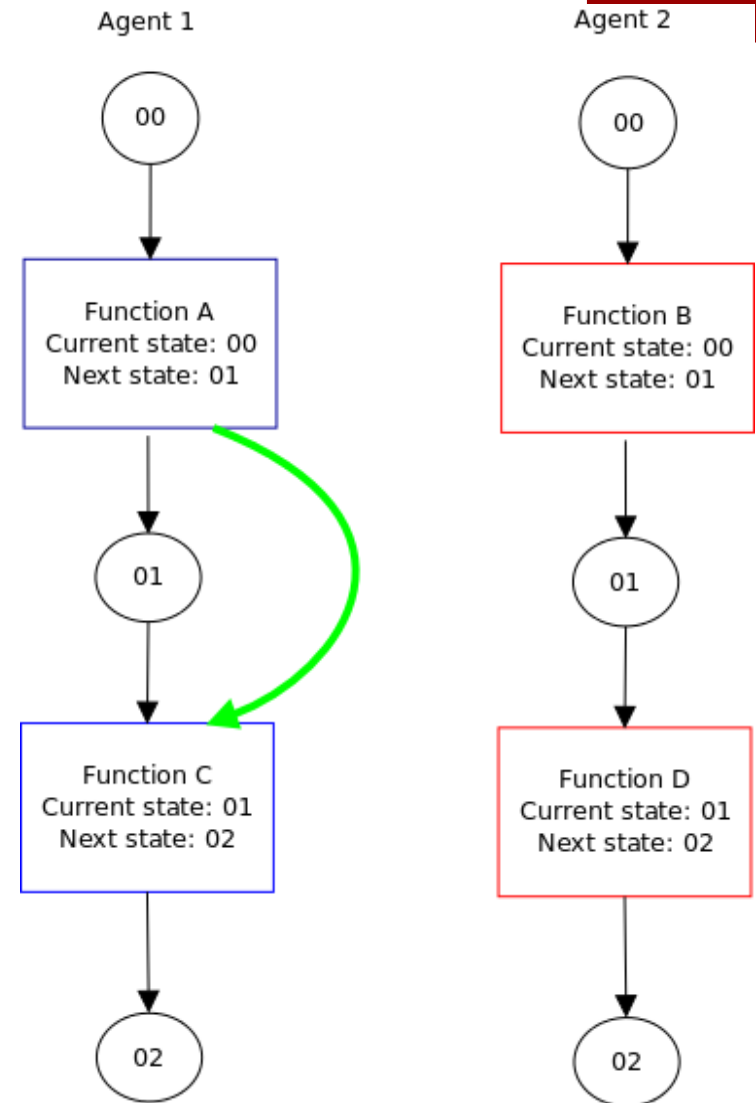 Agent 1
00
Function A
Current state: 00
Next state: 01
01
Function C
Current state: 01
Next state: 02
02
Agent 2
00
Function B
Current state: 00
Next state: 01
01
Function D
Current state: 01
Next state: 02
02